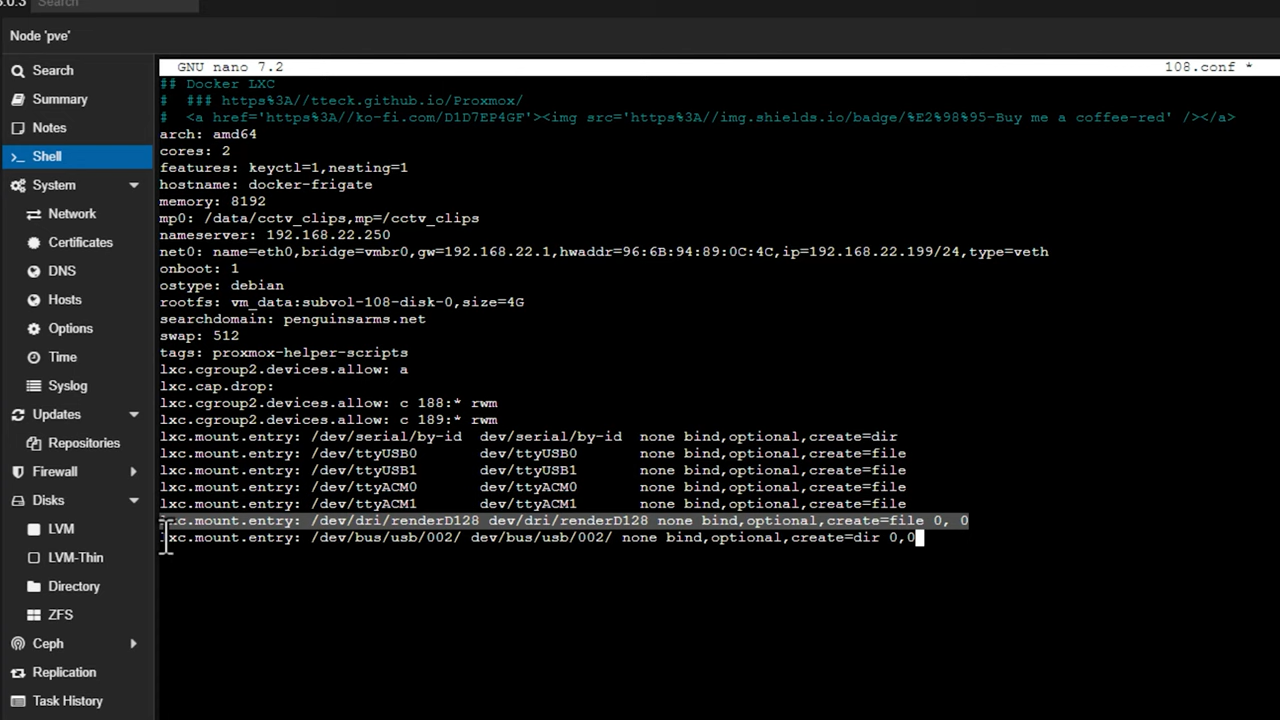 5.0.3 Search
Node 'pve'
Search
Summary
Notes
Shell
System
Network
Certificates
DNS
Hosts
Options
Time
Syslog
Updates
Repositories
Firewall
Disks
LVM
LVM-Thin
Directory
ZFS
Ceph
Replication
Task History
GNU nano 7.2 108.conf *
## Docker LXC
# ### https%3A//tteck.github.io/Proxmox/
# <a href='https%3A//ko-fi.com/D1D7EP4GF'><img src='https%3A//img.shields.io/badge/%E2%98%95-Buy me a coffee-red' /></a>
arch: amd64
cores: 2
features: keyctl=1,nesting=1
hostname: docker-frigate
memory: 8192
mp0: /data/cctv_clips,mp=/cctv_clips
nameserver: 192.168.22.250
net0: name=eth0,bridge=vmbr0,gw=192.168.22.1,hwaddr=96:6B:94:89:0C:4C,ip=192.168.22.199/24,type=veth
onboot: 1
ostype: debian
rootfs: vm_data:subvol-108-disk-0,size=4G
searchdomain: penguinsarms.net
swap: 512
tags: proxmox-helper-scripts
lxc.cgroup2.devices.allow: a
lxc.cap.drop:
lxc.cgroup2.devices.allow: c 188:* rwm
lxc.cgroup2.devices.allow: c 189:* rwm
lxc.mount.entry: /dev/serial/by-id dev/serial/by-id none bind,optional,create=dir
lxc.mount.entry: /dev/ttyUSB0 dev/ttyUSB0 none bind,optional,create=file
lxc.mount.entry: /dev/ttyUSB1 dev/ttyUSB1 none bind,optional,create=file
lxc.mount.entry: /dev/ttyACM0 dev/ttyACM0 none bind,optional,create=file
lxc.mount.entry: /dev/ttyACM1 dev/ttyACM1 none bind,optional,create=file
lxc.mount.entry: /dev/dri/renderD128 dev/dri/renderD128 none bind,optional,create=file 0, 0
lxc.mount.entry: /dev/bus/usb/002/ dev/bus/usb/002/ none bind,optional,create=dir 0,0